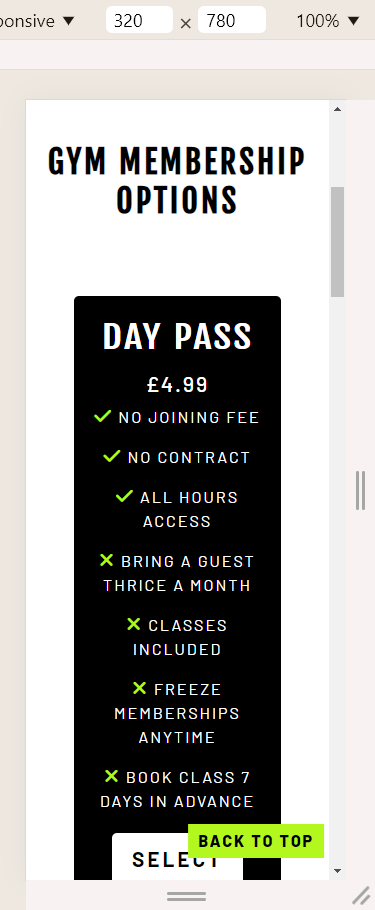 ponsive ▼ 320 × 780 100% ▼
GYM MEMBERSHIP
OPTIONS
DAY PASS
£4.99
✓ NO JOINING FEE
✓ NO CONTRACT
✓ ALL HOURS
ACCESS
✕ BRING A GUEST
THRICE A MONTH
✕ CLASSES
INCLUDED
✕ FREEZE
MEMBERSHIPS
ANYTIME
✕ BOOK CLASS 7
DAYS IN ADVANCE
BACK TO TOP
SELECT